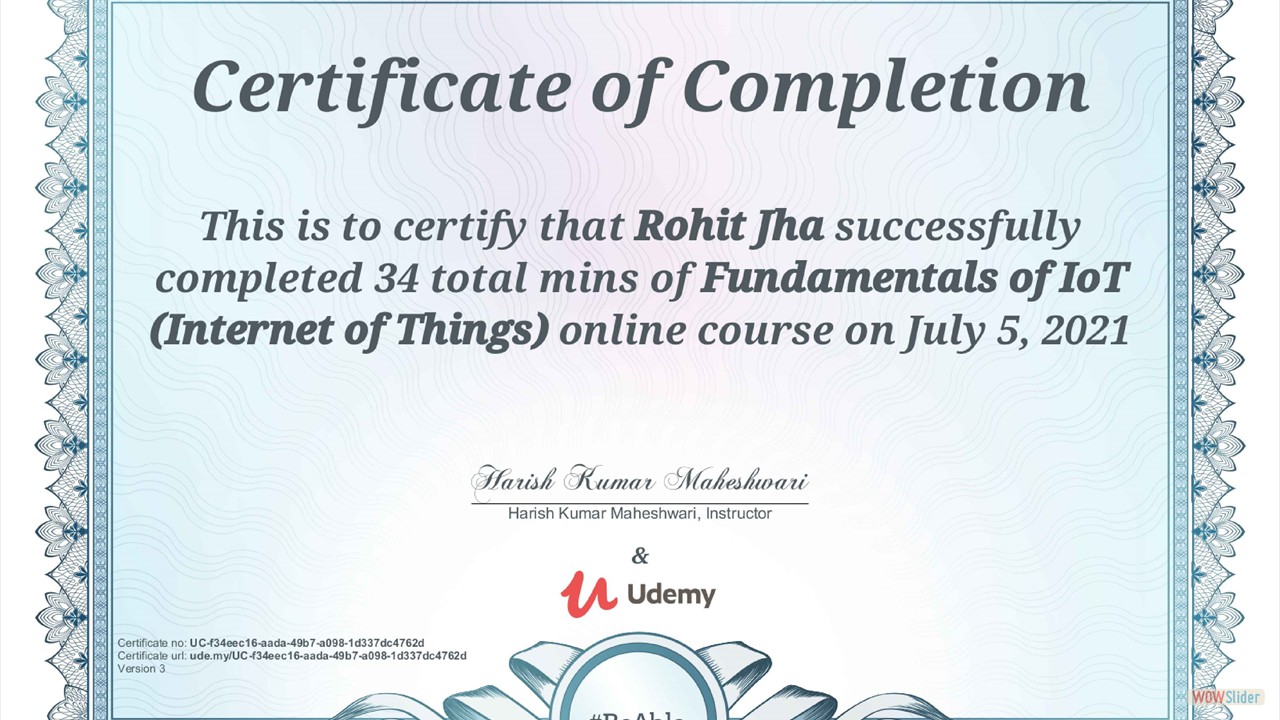 Certificate of Completion
This is to certify that Rohit Jha successfully
completed 34 total mins of Fundamentals of IoT
(Internet of Things) online course on July 5, 2021
Harish Kumar Maheshwari
Harish Kumar Maheshwari, Instructor
&
Udemy
Certificate no: UC-f34eec16-aada-49b7-a098-1d337dc4762d
Certificate url: ude.my/UC-f34eec16-aada-49b7-a098-1d337dc4762d
Version 3
#BeAble
WOWSlider